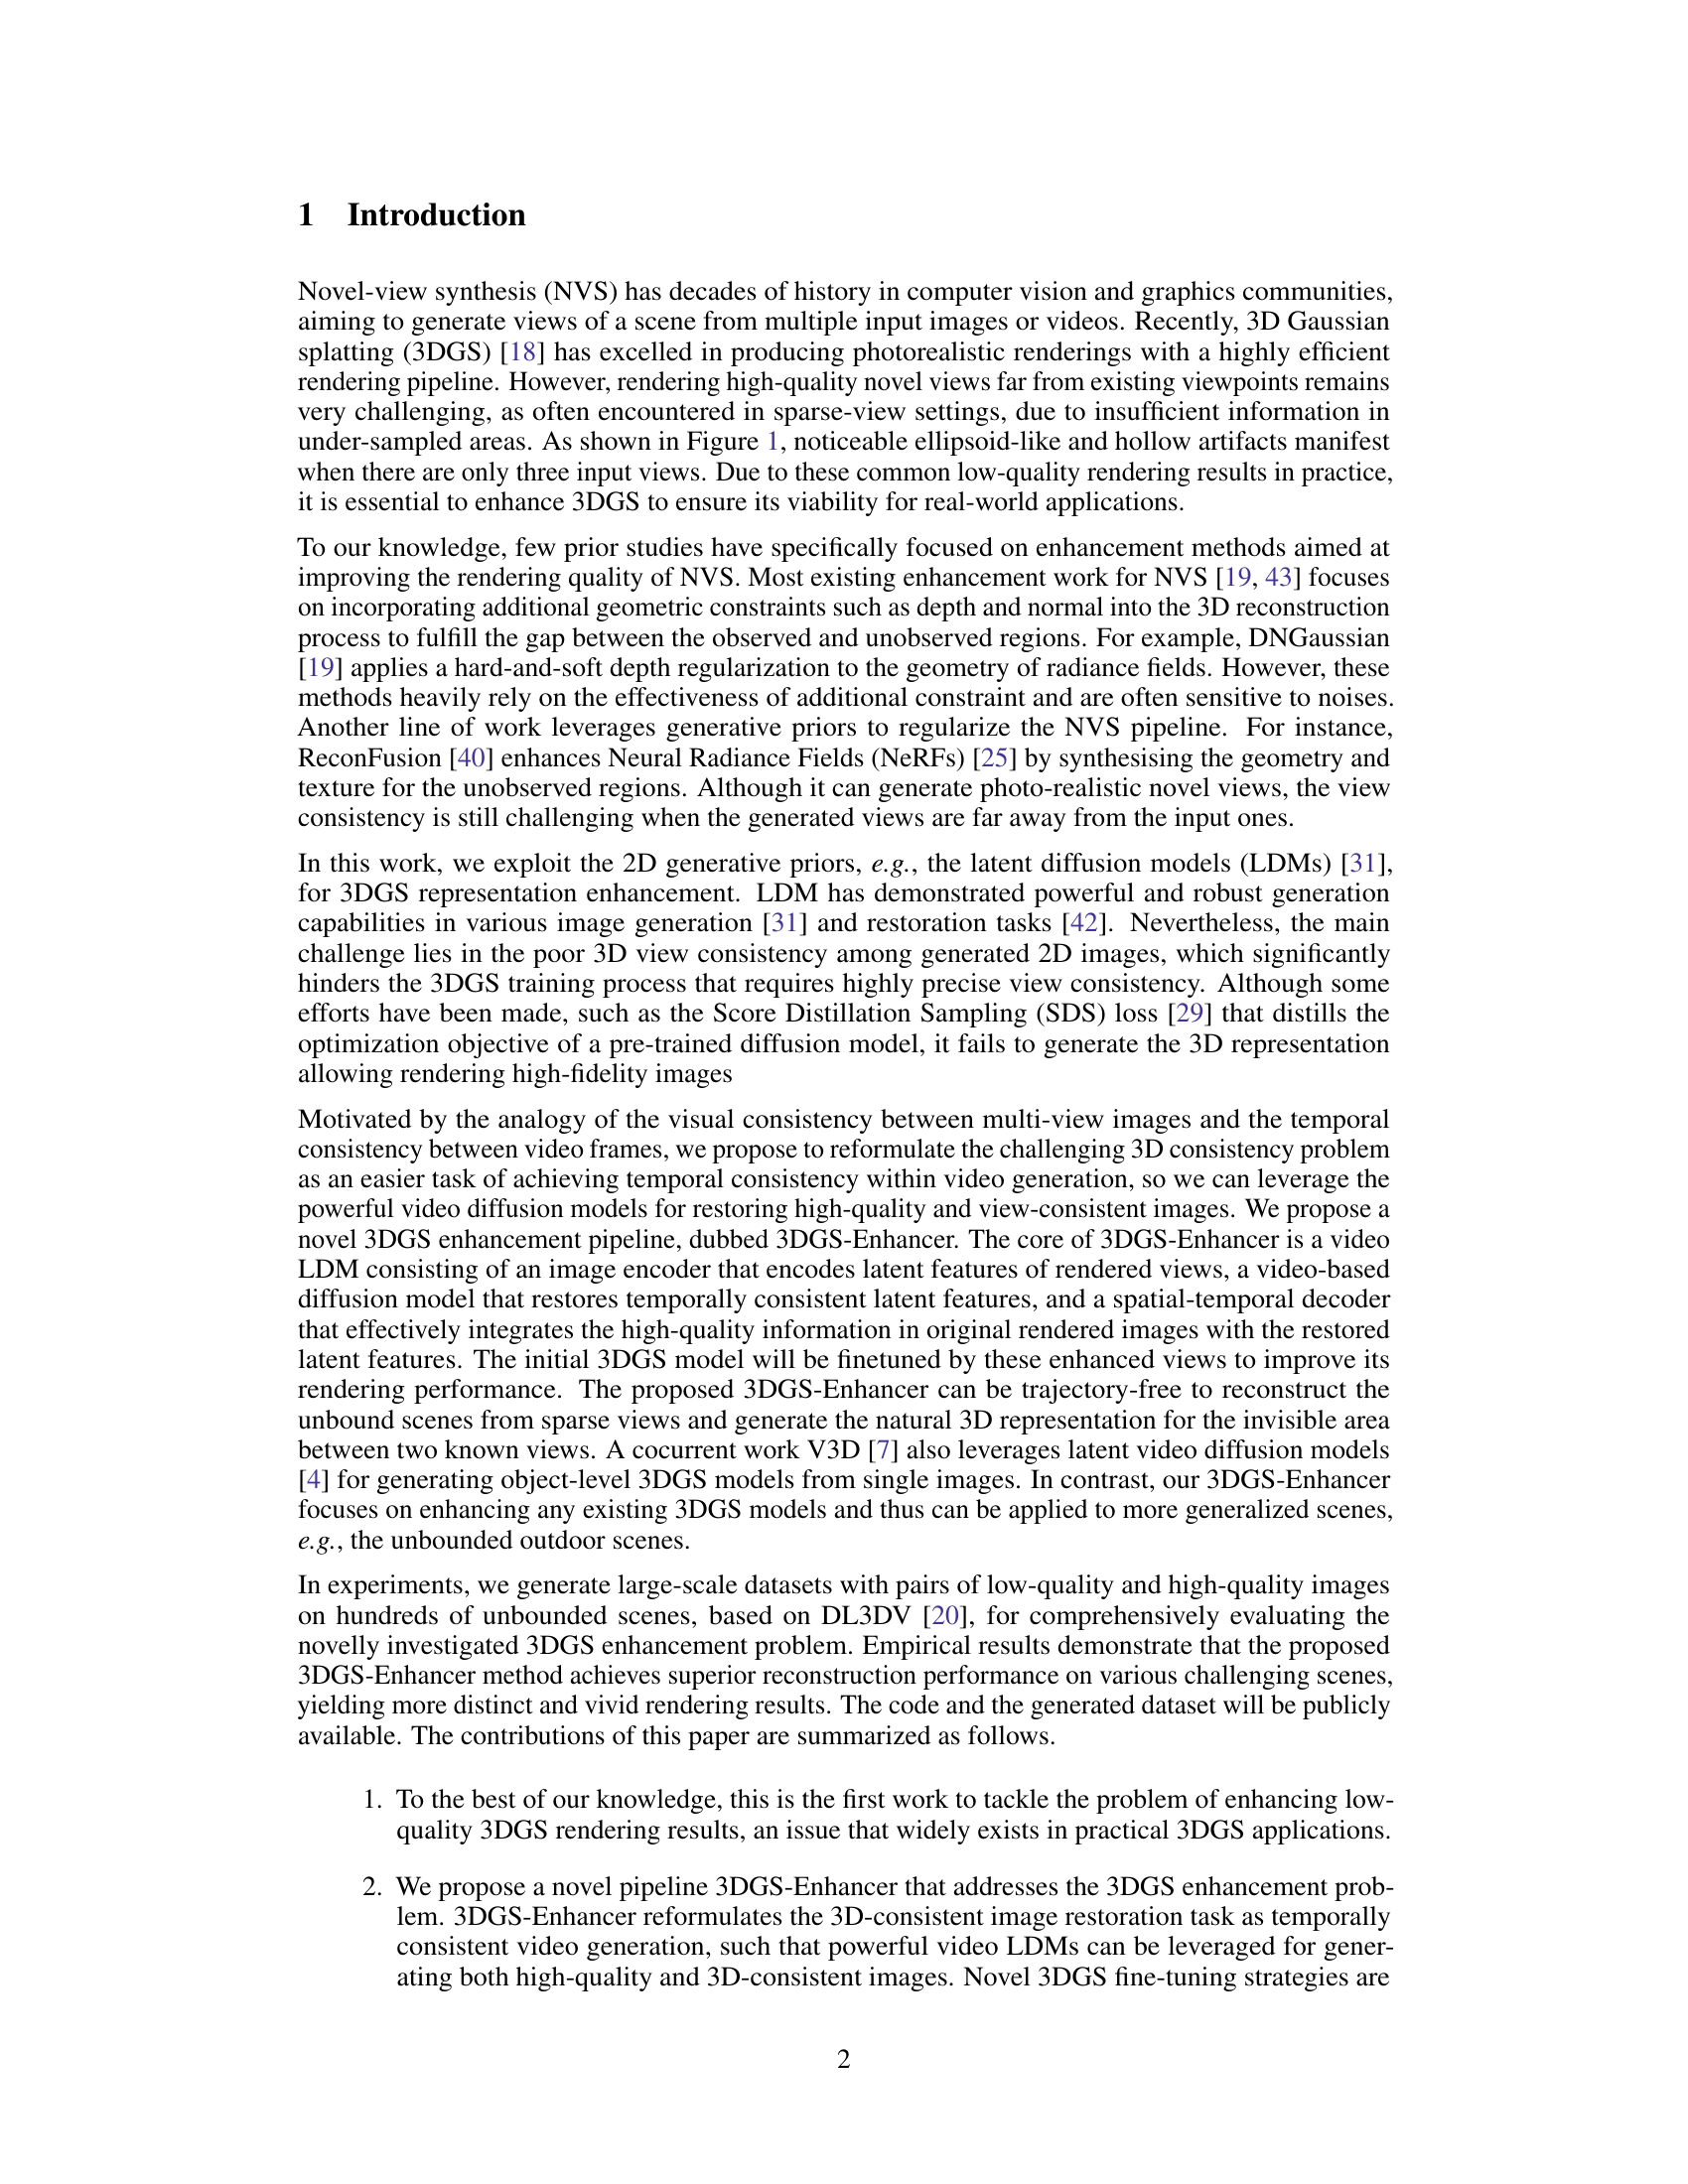 1 Introduction
Novel-view synthesis (NVS) has decades of history in computer vision and graphics communities,
aiming to generate views of a scene from multiple input images or videos. Recently, 3D Gaussian
splatting (3DGS) [18] has excelled in producing photorealistic renderings with a highly efficient
rendering pipeline. However, rendering high-quality novel views far from existing viewpoints remains
very challenging, as often encountered in sparse-view settings, due to insufficient information in
under-sampled areas. As shown in Figure 1, noticeable ellipsoid-like and hollow artifacts manifest
when there are only three input views. Due to these common low-quality rendering results in practice,
it is essential to enhance 3DGS to ensure its viability for real-world applications.
To our knowledge, few prior studies have specifically focused on enhancement methods aimed at
improving the rendering quality of NVS. Most existing enhancement work for NVS [19, 43] focuses
on incorporating additional geometric constraints such as depth and normal into the 3D reconstruction
process to fulfill the gap between the observed and unobserved regions. For example, DNGaussian
[19] applies a hard-and-soft depth regularization to the geometry of radiance fields. However, these
methods heavily rely on the effectiveness of additional constraint and are often sensitive to noises.
Another line of work leverages generative priors to regularize the NVS pipeline. For instance,
ReconFusion [40] enhances Neural Radiance Fields (NeRFs) [25] by synthesising the geometry and
texture for the unobserved regions. Although it can generate photo-realistic novel views, the view
consistency is still challenging when the generated views are far away from the input ones.
In this work, we exploit the 2D generative priors, e.g., the latent diffusion models (LDMs) [31],
for 3DGS representation enhancement. LDM has demonstrated powerful and robust generation
capabilities in various image generation [31] and restoration tasks [42]. Nevertheless, the main
challenge lies in the poor 3D view consistency among generated 2D images, which significantly
hinders the 3DGS training process that requires highly precise view consistency. Although some
efforts have been made, such as the Score Distillation Sampling (SDS) loss [29] that distills the
optimization objective of a pre-trained diffusion model, it fails to generate the 3D representation
allowing rendering high-fidelity images
Motivated by the analogy of the visual consistency between multi-view images and the temporal
consistency between video frames, we propose to reformulate the challenging 3D consistency problem
as an easier task of achieving temporal consistency within video generation, so we can leverage the
powerful video diffusion models for restoring high-quality and view-consistent images. We propose a
novel 3DGS enhancement pipeline, dubbed 3DGS-Enhancer. The core of 3DGS-Enhancer is a video
LDM consisting of an image encoder that encodes latent features of rendered views, a video-based
diffusion model that restores temporally consistent latent features, and a spatial-temporal decoder
that effectively integrates the high-quality information in original rendered images with the restored
latent features. The initial 3DGS model will be finetuned by these enhanced views to improve its
rendering performance. The proposed 3DGS-Enhancer can be trajectory-free to reconstruct the
unbound scenes from sparse views and generate the natural 3D representation for the invisible area
between two known views. A cocurrent work V3D [7] also leverages latent video diffusion models
[4] for generating object-level 3DGS models from single images. In contrast, our 3DGS-Enhancer
focuses on enhancing any existing 3DGS models and thus can be applied to more generalized scenes,
e.g., the unbounded outdoor scenes.
In experiments, we generate large-scale datasets with pairs of low-quality and high-quality images
on hundreds of unbounded scenes, based on DL3DV [20], for comprehensively evaluating the
novelly investigated 3DGS enhancement problem. Empirical results demonstrate that the proposed
3DGS-Enhancer method achieves superior reconstruction performance on various challenging scenes,
yielding more distinct and vivid rendering results. The code and the generated dataset will be publicly
available. The contributions of this paper are summarized as follows.
1. To the best of our knowledge, this is the first work to tackle the problem of enhancing low-
quality 3DGS rendering results, an issue that widely exists in practical 3DGS applications.
2. We propose a novel pipeline 3DGS-Enhancer that addresses the 3DGS enhancement prob-
lem. 3DGS-Enhancer reformulates the 3D-consistent image restoration task as temporally
consistent video generation, such that powerful video LDMs can be leveraged for gener-
ating both high-quality and 3D-consistent images. Novel 3DGS fine-tuning strategies are
2